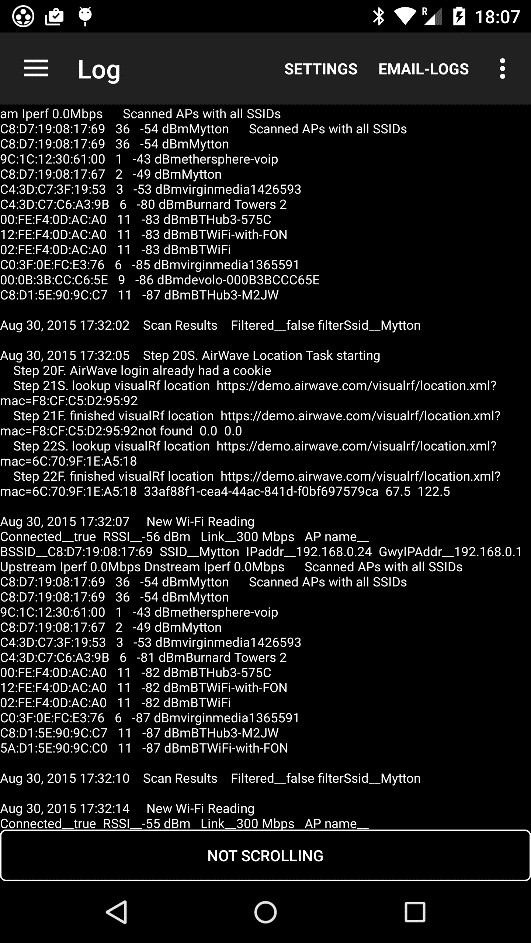 R
18:07
Log
SETTINGS
EMAIL-LOGS
am Iperf 0.0Mbps Scanned APs with all SSIDs
C8:D7:19:08:17:69 36 -54 dBmMytton Scanned APs with all SSIDs
C8:D7:19:08:17:69 36 -54 dBmMytton
9C:1C:12:30:61:00 1 -43 dBmethersphere-voip
C8:D7:19:08:17:67 2 -49 dBmMytton
C4:3D:C7:3F:19:53 3 -53 dBmvirginmedia1426593
C4:3D:C7:C6:A3:9B 6 -80 dBmBurnard Towers 2
00:FE:F4:0D:AC:A0 11 -83 dBmBTHub3-575C
12:FE:F4:0D:AC:A0 11 -83 dBmBTWiFi-with-FON
02:FE:F4:0D:AC:A0 11 -83 dBmBTWiFi
C0:3F:0E:FC:E3:76 6 -85 dBmvirginmedia1365591
00:0B:3B:CC:C6:5E 9 -86 dBmdevolo-000B3BCCC65E
C8:D1:5E:90:9C:C7 11 -87 dBmBTHub3-M2JW
Aug 30, 2015 17:32:02 Scan Results Filtered__false filterSsid__Mytton
Aug 30, 2015 17:32:05 Step 20S. AirWave Location Task starting
Step 20F. AirWave login already had a cookie
Step 21S. lookup visualRf location https://demo.airwave.com/visualrf/location.xml?
mac=F8:CF:C5:D2:95:92
Step 21F. finished visualRf location https://demo.airwave.com/visualrf/location.xml?
mac=F8:CF:C5:D2:95:92not found 0.0 0.0
Step 22S. lookup visualRf location https://demo.airwave.com/visualrf/location.xml?
mac=6C:70:9F:1E:A5:18
Step 22F. finished visualRf location https://demo.airwave.com/visualrf/location.xml?
mac=6C:70:9F:1E:A5:18 33af88f1-cea4-44ac-841d-f0bf697579ca 67.5 122.5
Aug 30, 2015 17:32:07 New Wi-Fi Reading
Connected__true RSSI__-56 dBm Link__300 Mbps AP name__
BSSID__C8:D7:19:08:17:69 SSID__Mytton IPaddr__192.168.0.24 GwyIPAddr__192.168.0.1
Upstream Iperf 0.0Mbps Dnstream Iperf 0.0Mbps Scanned APs with all SSIDs
C8:D7:19:08:17:69 36 -54 dBmMytton Scanned APs with all SSIDs
C8:D7:19:08:17:69 36 -54 dBmMytton
9C:1C:12:30:61:00 1 -43 dBmethersphere-voip
C8:D7:19:08:17:67 2 -49 dBmMytton
C4:3D:C7:3F:19:53 3 -53 dBmvirginmedia1426593
C4:3D:C7:C6:A3:9B 6 -81 dBmBurnard Towers 2
00:FE:F4:0D:AC:A0 11 -82 dBmBTHub3-575C
12:FE:F4:0D:AC:A0 11 -82 dBmBTWiFi-with-FON
02:FE:F4:0D:AC:A0 11 -82 dBmBTWiFi
C0:3F:0E:FC:E3:76 6 -87 dBmvirginmedia1365591
C8:D1:5E:90:9C:C7 11 -87 dBmBTHub3-M2JW
5A:D1:5E:90:9C:C0 11 -87 dBmBTWiFi-with-FON
Aug 30, 2015 17:32:10 Scan Results Filtered__false filterSsid__Mytton
Aug 30, 2015 17:32:14 New Wi-Fi Reading
Connected__true RSSI__-55 dBm Link__300 Mbps AP name__
NOT SCROLLING